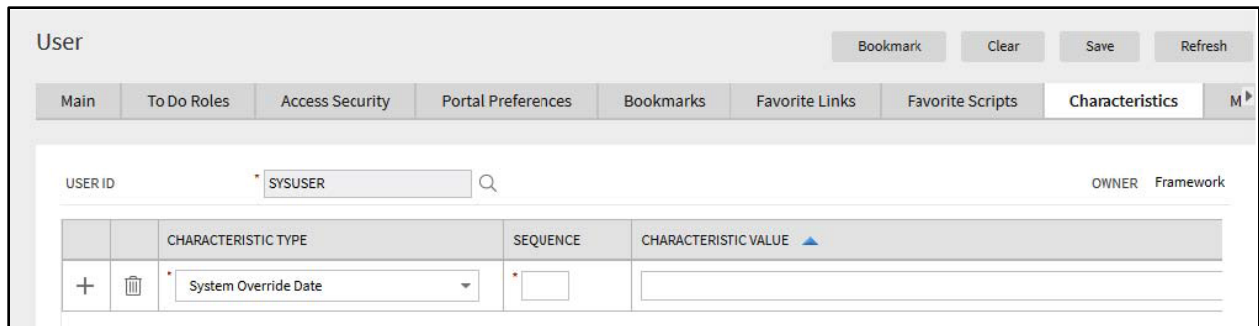 User
Bookmark Clear Save Refresh
Main To Do Roles Access Security Portal Preferences Bookmarks Favorite Links Favorite Scripts Characteristics M
USER ID * SYSUSER OWNER Framework
CHARACTERISTIC TYPE SEQUENCE CHARACTERISTIC VALUE
* System Override Date *